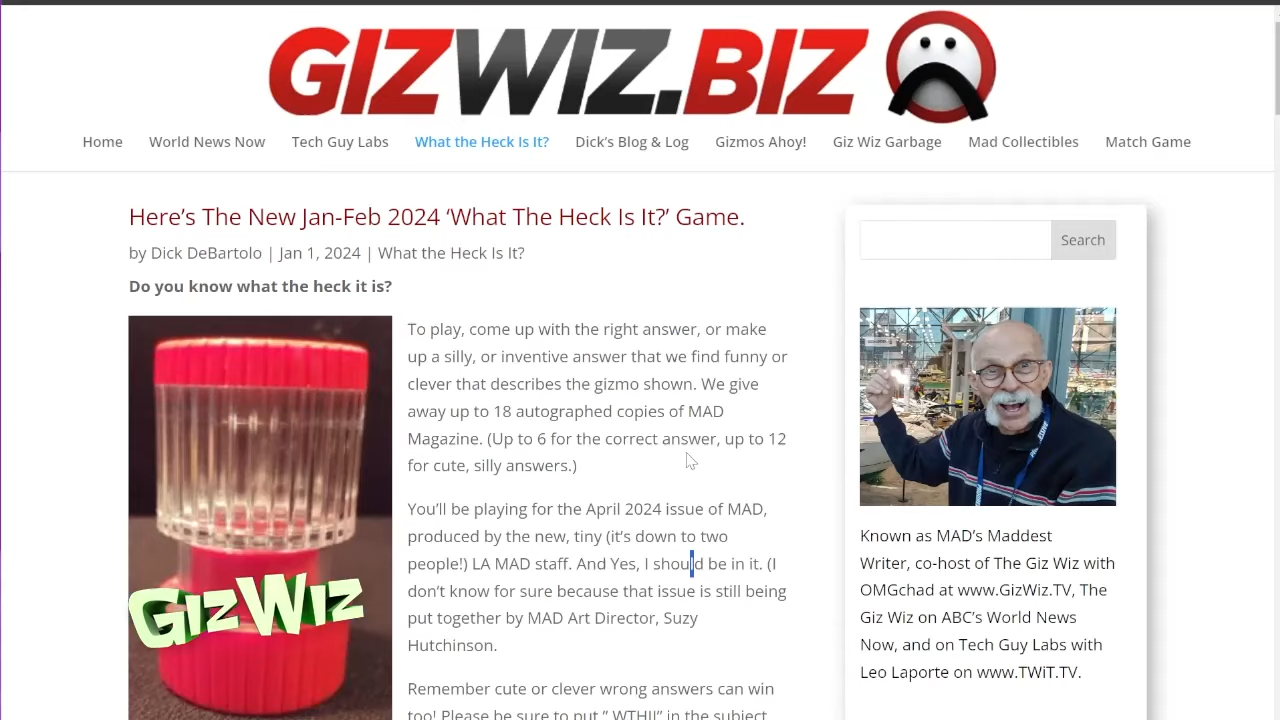 GIZWIZ.BIZ
Home World News Now Tech Guy Labs What the Heck Is It? Dick's Blog & Log Gizmos Ahoy! Giz Wiz Garbage Mad Collectibles Match Game
Here's The New Jan-Feb 2024 ‘What The Heck Is It?’ Game.
by Dick DeBartolo | Jan 1, 2024 | What the Heck Is It?
Do you know what the heck it is?
To play, come up with the right answer, or make
up a silly, or inventive answer that we find funny or
clever that describes the gizmo shown. We give
away up to 18 autographed copies of MAD
Magazine. (Up to 6 for the correct answer, up to 12
for cute, silly answers.)
You'll be playing for the April 2024 issue of MAD,
produced by the new, tiny (it's down to two
people!) LA MAD staff. And Yes, I should be in it. (I
don't know for sure because that issue is still being
put together by MAD Art Director, Suzy
Hutchinson.
Remember cute or clever wrong answers can win
too! Please be sure to put ” WTHII” in the subject
GIZWIZ
Search
Known as MAD's Maddest
Writer, co-host of The Giz Wiz with
OMGchad at www.GizWiz.TV, The
Giz Wiz on ABC's World News
Now, and on Tech Guy Labs with
Leo Laporte on www.TWiT.TV.